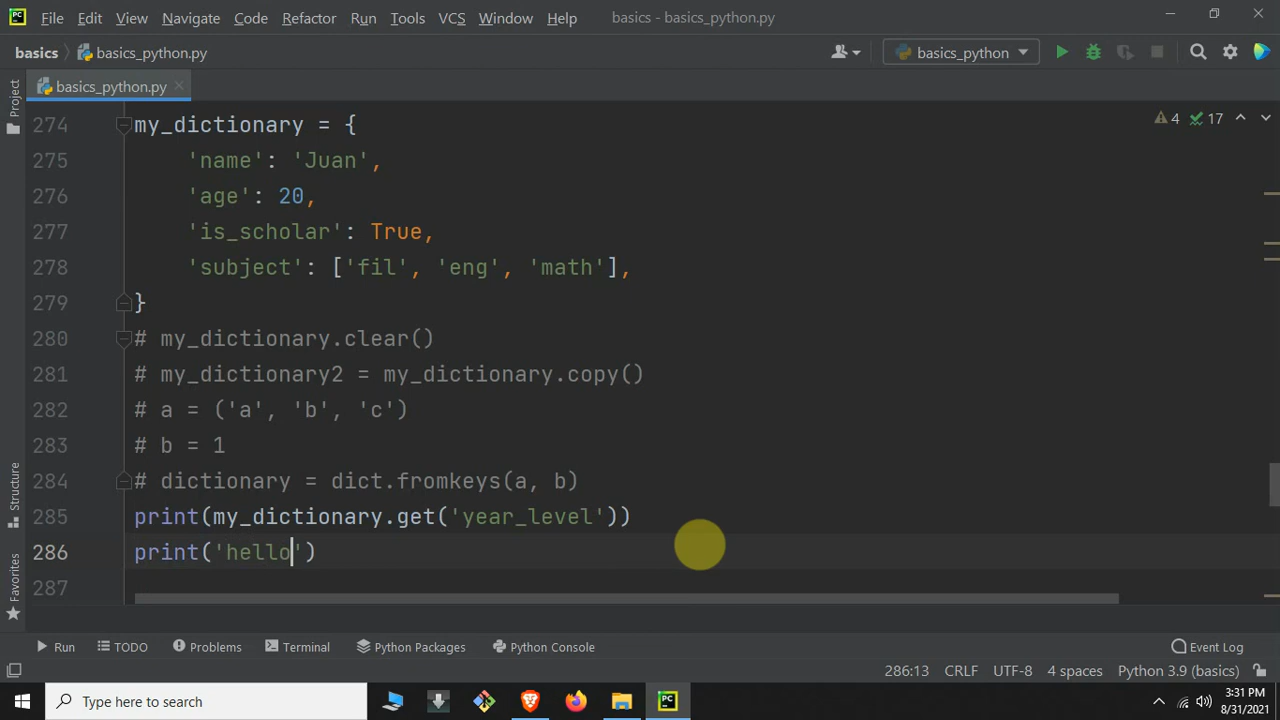 PC File Edit View Navigate Code Refactor Run Tools VCS Window Help basics - basics_python.py
basics basics_python.py basics_python
basics_python.py
Project
274 my_dictionary = {
4 17
275 'name': 'Juan',
276 'age': 20,
277 'is_scholar': True,
278 'subject': ['fil', 'eng', 'math'],
279 }
280 # my_dictionary.clear()
281 # my_dictionary2 = my_dictionary.copy()
282 # a = ('a', 'b', 'c')
283 # b = 1
284 # dictionary = dict.fromkeys(a, b)
285 print(my_dictionary.get('year_level'))
286 print('hello')
287
Structure
Favorites
Run TODO Problems Terminal Python Packages Python Console Event Log
286:13 CRLF UTF-8 4 spaces Python 3.9 (basics)
Type here to search PC 3:31 PM
8/31/2021